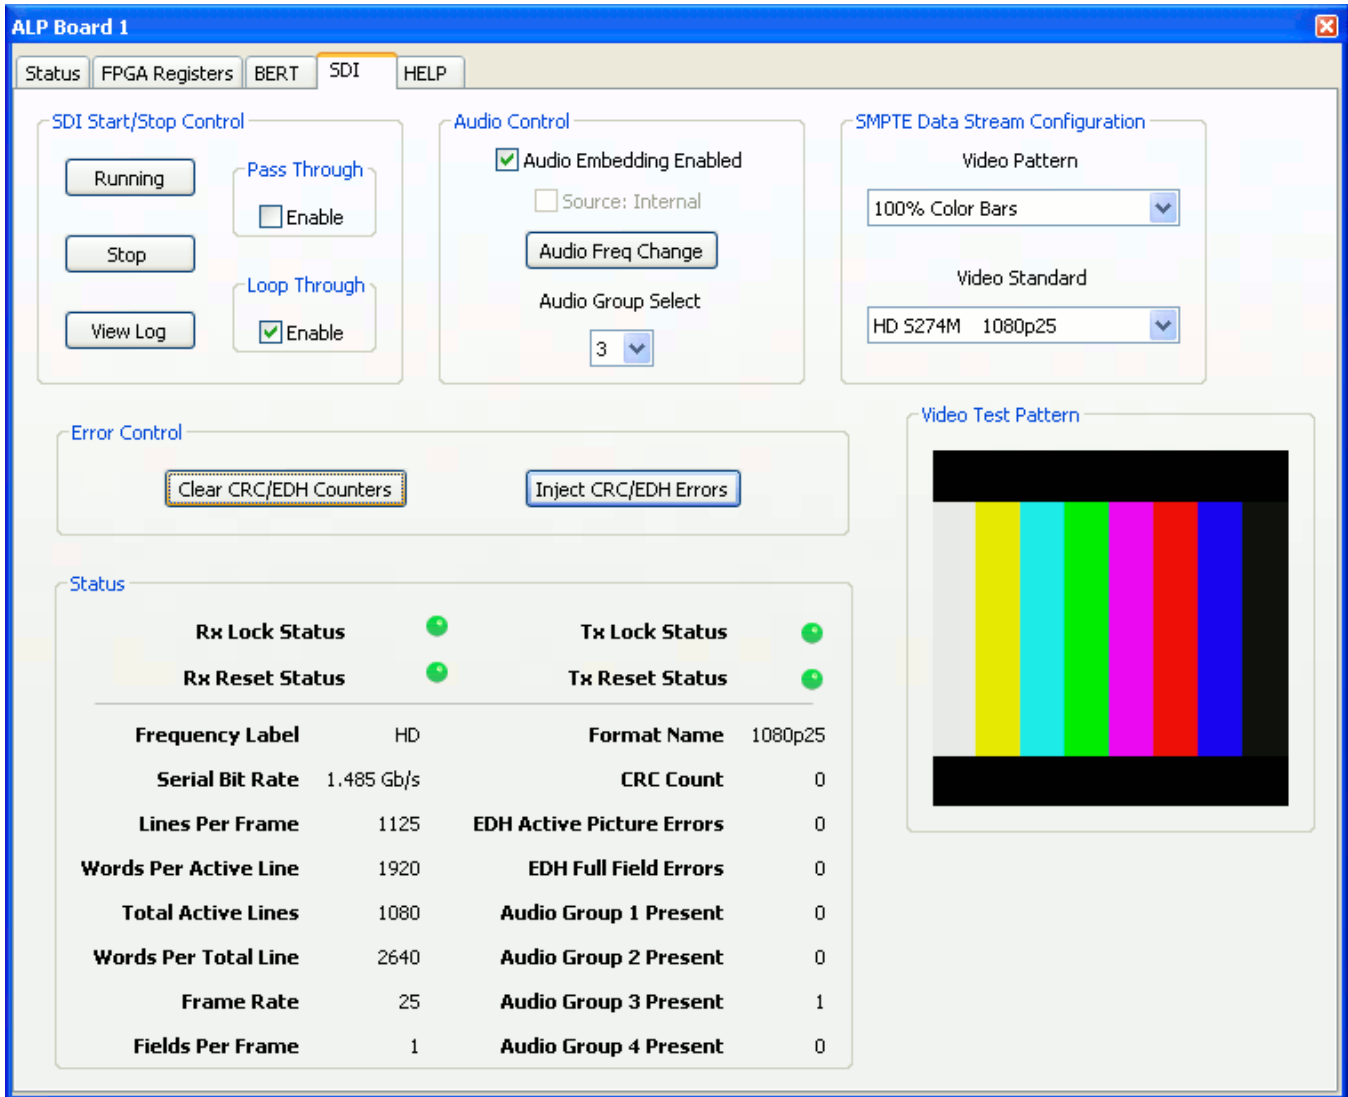 ALP Board 1
Status FPGA Registers BERT SDI HELP
SDI Start/Stop Control
Running
Pass Through
Enable
Stop
Loop Through
View Log
Enable
Audio Control
Audio Embedding Enabled
Source: Internal
Audio Freq Change
Audio Group Select
3
SMPTE Data Stream Configuration
Video Pattern
100% Color Bars
Video Standard
HD S274M 1080p25
Error Control
Clear CRC/EDH Counters Inject CRC/EDH Errors
Video Test Pattern
Status
Rx Lock Status Tx Lock Status
Rx Reset Status Tx Reset Status
Frequency Label HD Format Name 1080p25
Serial Bit Rate 1.485 Gb/s CRC Count 0
Lines Per Frame 1125 EDH Active Picture Errors 0
Words Per Active Line 1920 EDH Full Field Errors 0
Total Active Lines 1080 Audio Group 1 Present 0
Words Per Total Line 2640 Audio Group 2 Present 0
Frame Rate 25 Audio Group 3 Present 1
Fields Per Frame 1 Audio Group 4 Present 0